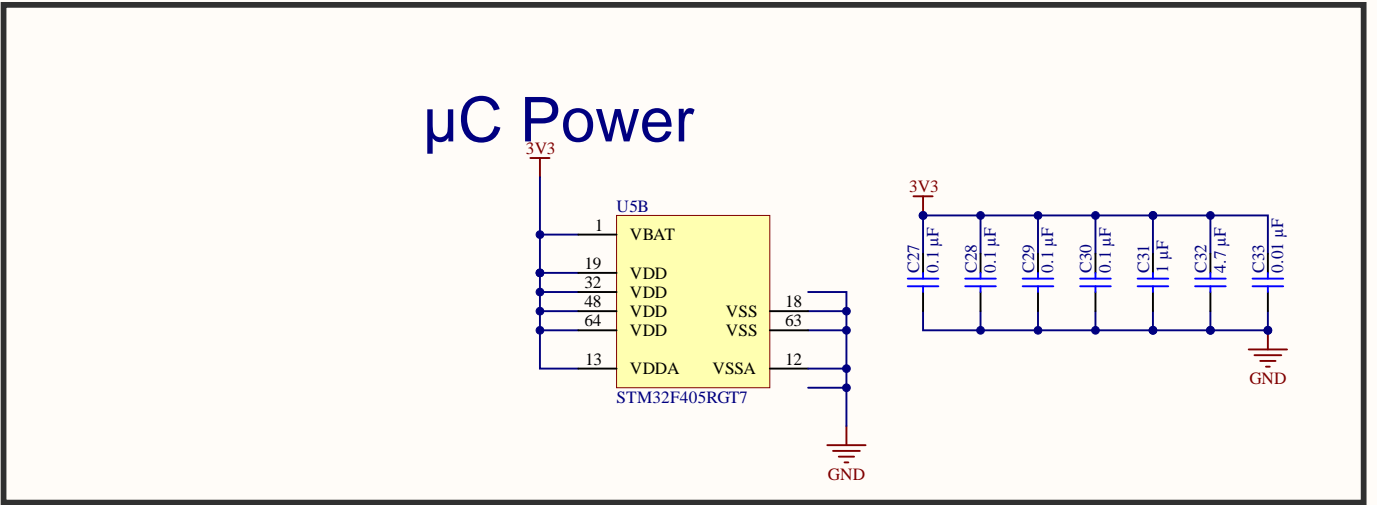 µC Power
3V3
U5B
1 VBAT
19 VDD
32 VDD
48 VDD
64 VDD
13 VDDA
VSS 18
VSS 63
VSSA 12
STM32F405RGT7
GND
3V3
C27 0.1 µF
C28 0.1 µF
C29 0.1 µF
C30 0.1 µF
C31 1 µF
C32 4.7 µF
C33 0.01 µF
GND